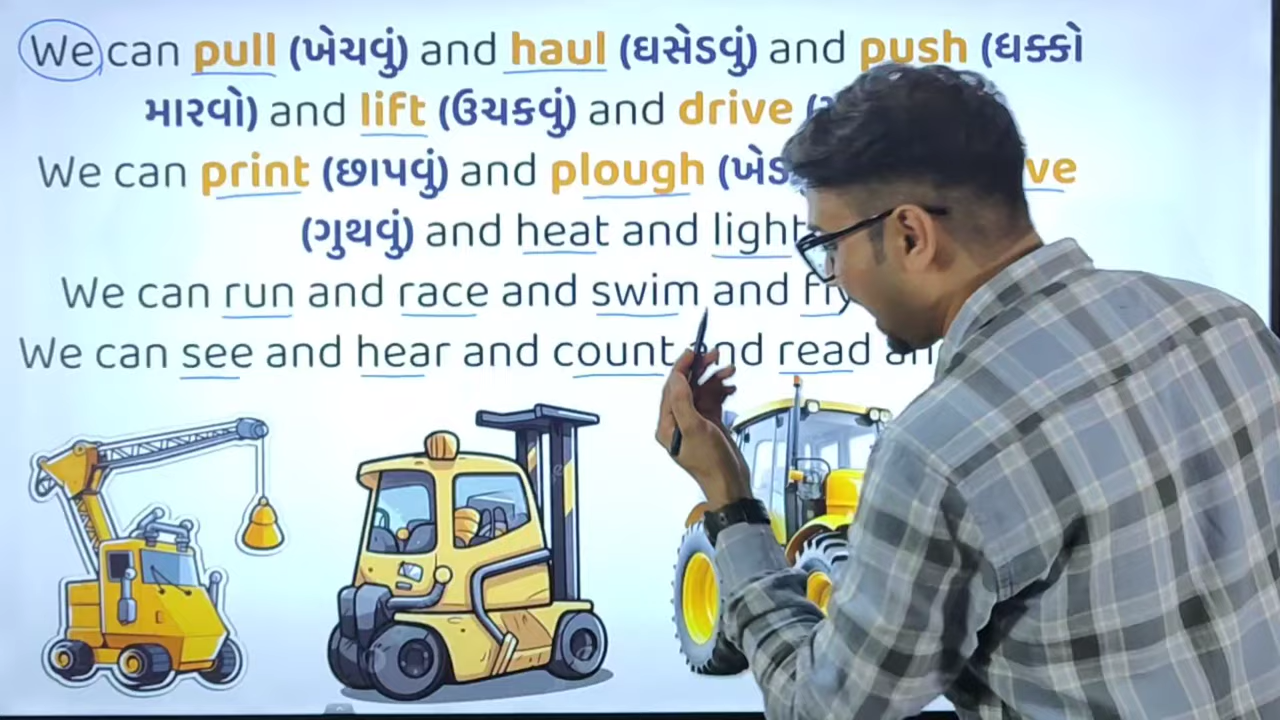 We can pull (ખેચવું) and haul (ઘસેડવું) and push (ધક્કો
મારવો) and lift (ઉચકવું) and drive
We can print (છાપવું) and plough
(ગુથવું) and heat and light
We can run and race and swim and fly
We can see and hear and count and read